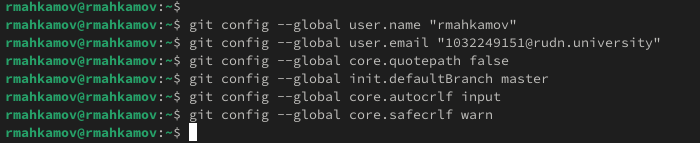 rmahkamov@rmahkamov:~$
rmahkamov@rmahkamov:~$ git config --global user.name "rmahkamov"
rmahkamov@rmahkamov:~$ git config --global user.email "1032249151@rudn.university"
rmahkamov@rmahkamov:~$ git config --global core.quotepath false
rmahkamov@rmahkamov:~$ git config --global init.defaultBranch master
rmahkamov@rmahkamov:~$ git config --global core.autocrlf input
rmahkamov@rmahkamov:~$ git config --global core.safecrlf warn
rmahkamov@rmahkamov:~$